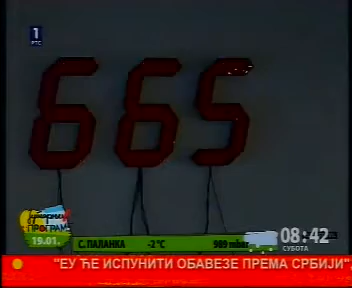 1
РТС
665
Јутарњи
ПРОГРАМ
19.01.
С. ПАЛАНКА -2°C 989 mbar
08:42
СУБОТА
"ЕУ ЋЕ ИСПУНИТИ ОБАВЕЗЕ ПРЕМА СРБИЈИ".